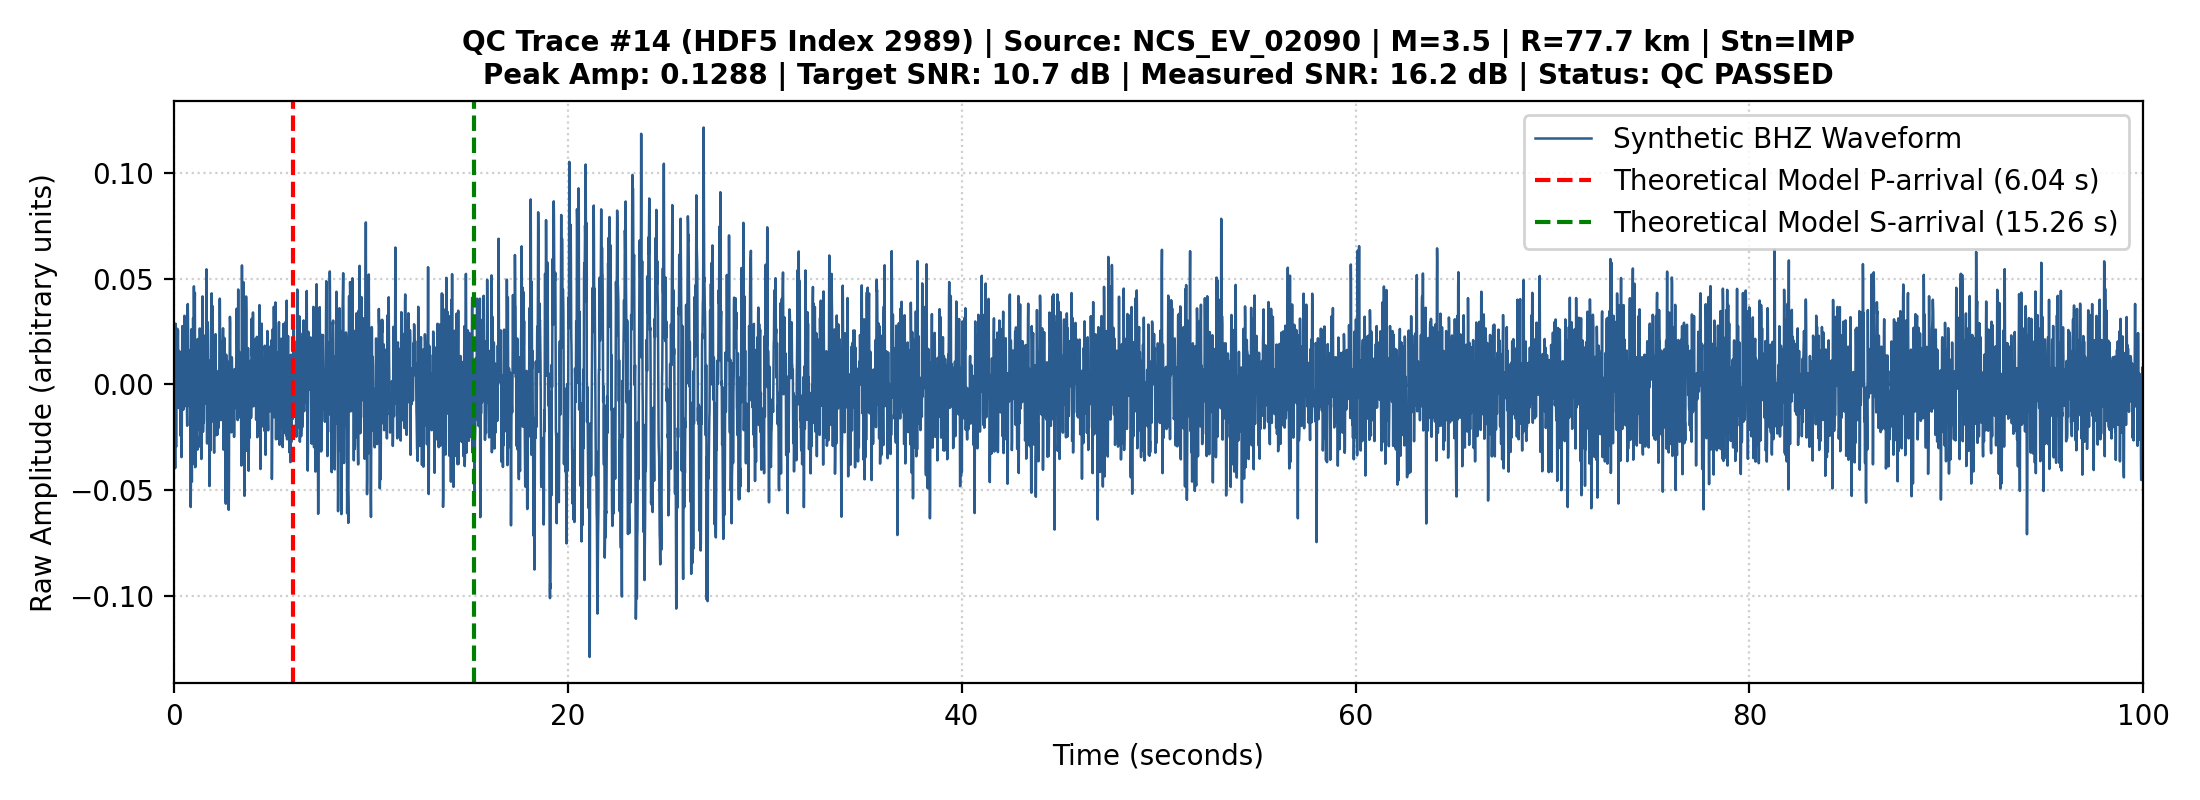 QC Trace #14 (HDF5 Index 2989) | Source: NCS_EV_02090 | M=3.5 | R=77.7 km | Stn=IMP
Peak Amp: 0.1288 | Target SNR: 10.7 dB | Measured SNR: 16.2 dB | Status: QC PASSED
Synthetic BHZ Waveform
Theoretical Model P-arrival (6.04 s)
Theoretical Model S-arrival (15.26 s)
Raw Amplitude (arbitrary units)
0.10
0.05
0.00
−0.05
−0.10
0 20 40 60 80 100
Time (seconds)